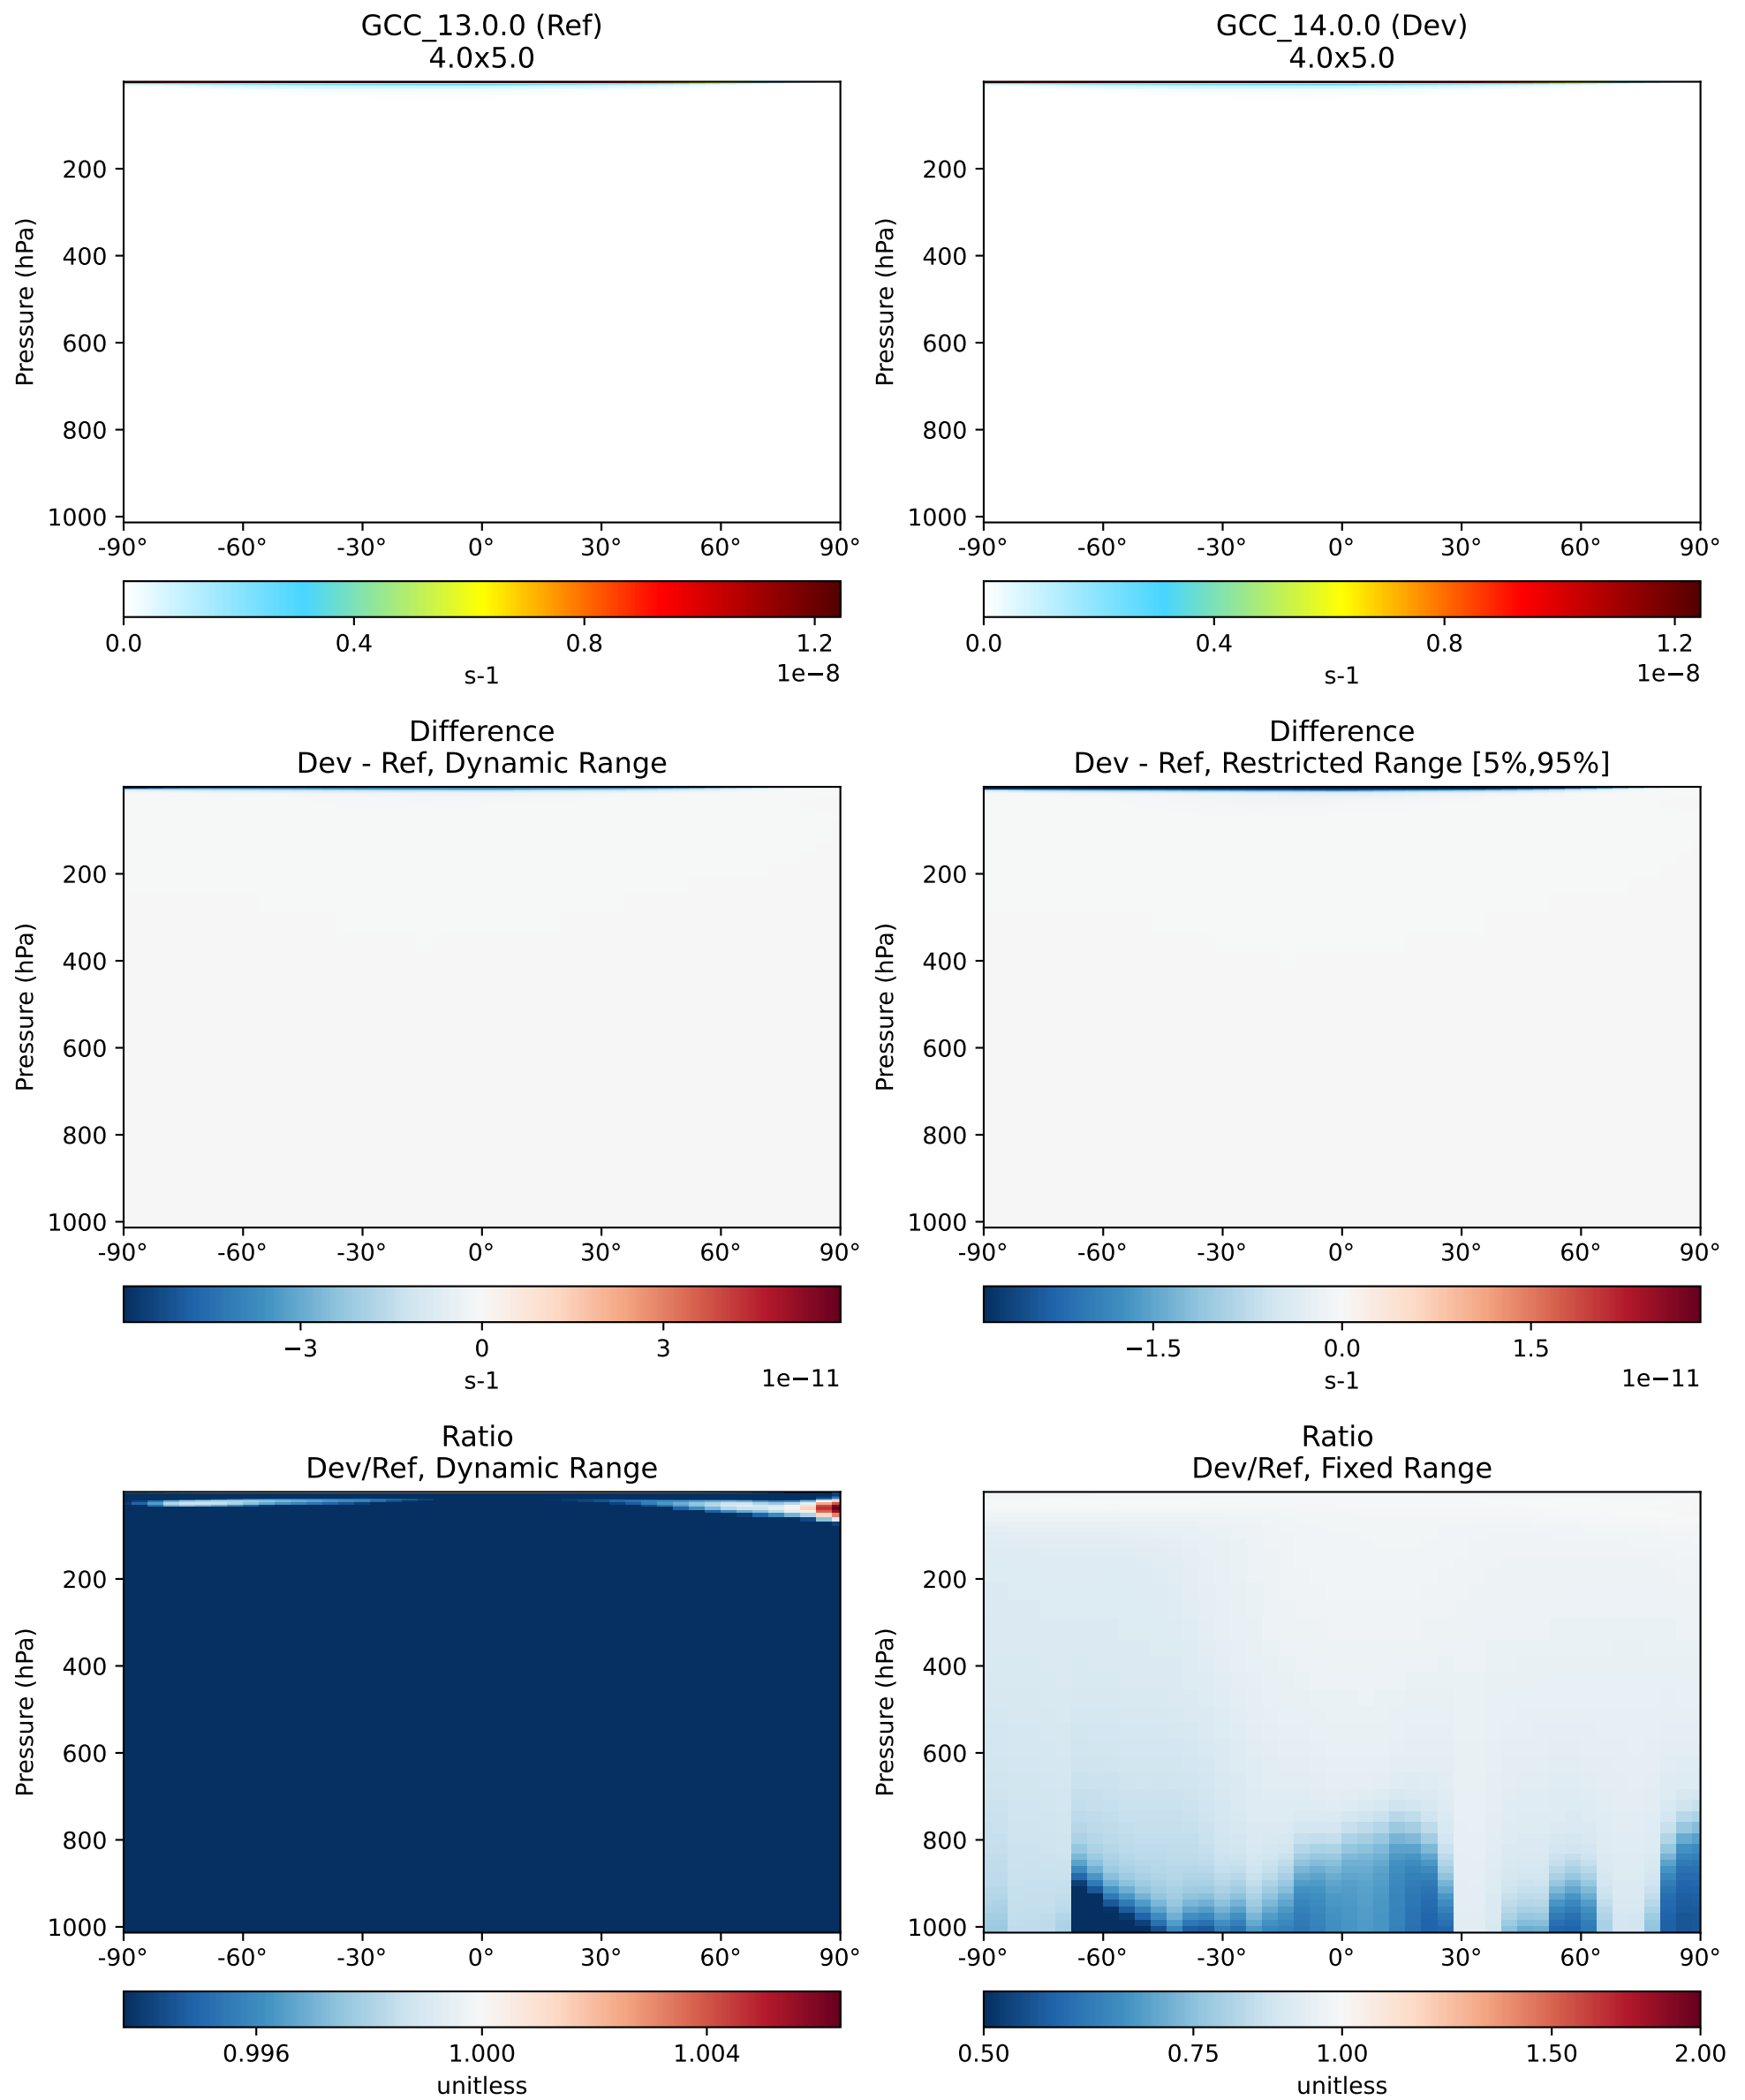 GCC_13.0.0 (Ref)
4.0x5.0
Pressure (hPa)
200
400
600
800
1000
-90° -60° -30° 0° 30° 60° 90°
0.0 0.4 0.8 1.2
s-1
1e−8
GCC_14.0.0 (Dev)
4.0x5.0
Pressure (hPa)
200
400
600
800
1000
-90° -60° -30° 0° 30° 60° 90°
0.0 0.4 0.8 1.2
s-1
1e−8
Difference
Dev - Ref, Dynamic Range
Pressure (hPa)
200
400
600
800
1000
-90° -60° -30° 0° 30° 60° 90°
−3 0 3
s-1
1e−11
Difference
Dev - Ref, Restricted Range [5%,95%]
Pressure (hPa)
200
400
600
800
1000
-90° -60° -30° 0° 30° 60° 90°
−1.5 0.0 1.5
s-1
1e−11
Ratio
Dev/Ref, Dynamic Range
Pressure (hPa)
200
400
600
800
1000
-90° -60° -30° 0° 30° 60° 90°
0.996 1.000 1.004
unitless
Ratio
Dev/Ref, Fixed Range
Pressure (hPa)
200
400
600
800
1000
-90° -60° -30° 0° 30° 60° 90°
0.50 0.75 1.00 1.50 2.00
unitless